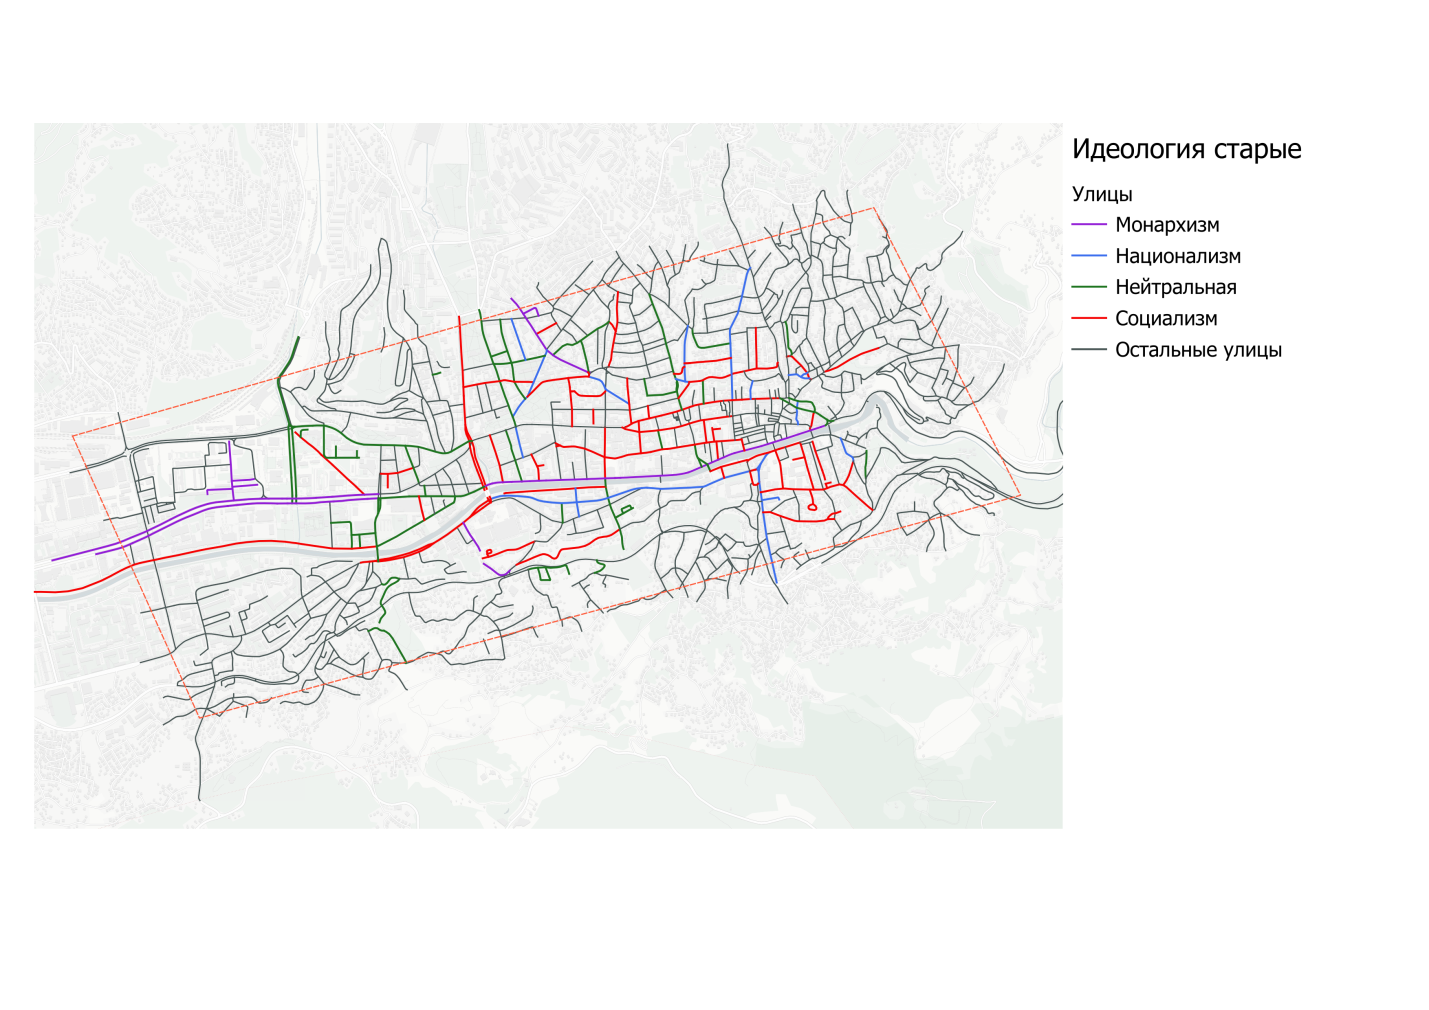 Идеология старые
Улицы
Монархизм
Национализм
Нейтральная
Социализм
Остальные улицы